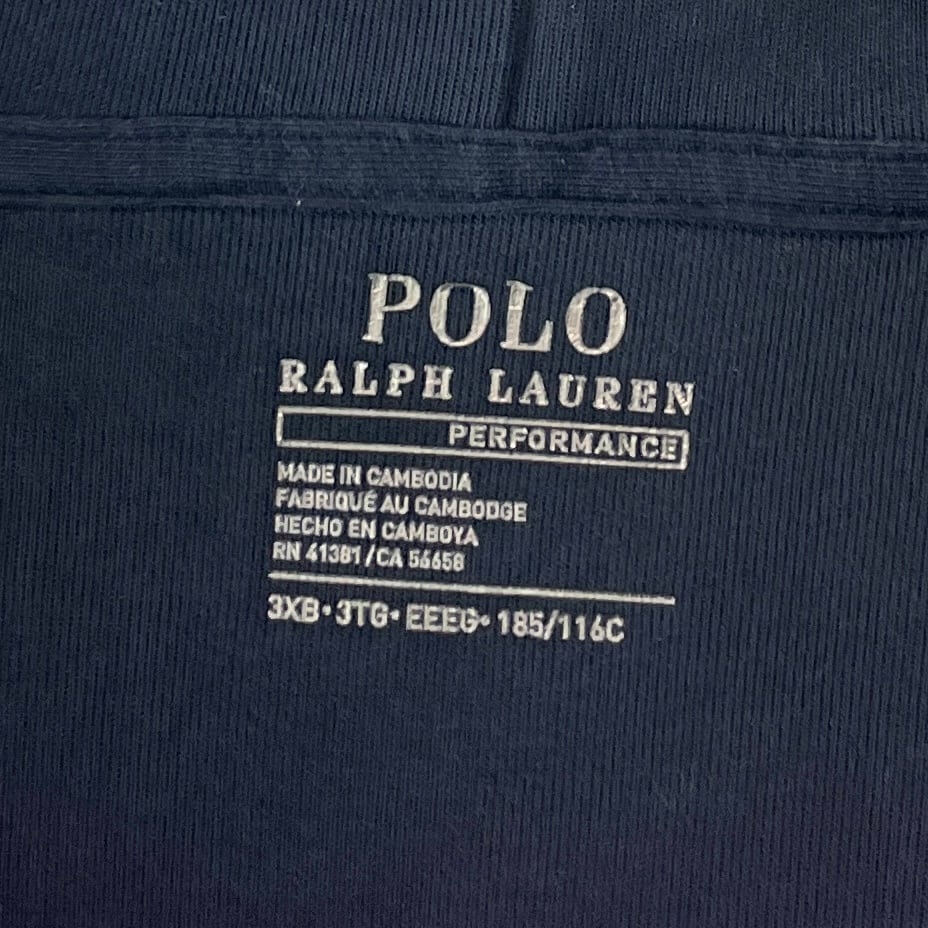 POLO
RALPH LAUREN
PERFORMANCE
MADE IN CAMBODIA
FABRIQUÉ AU CAMBODGE
HECHO EN CAMBOYA
RN 41381/CA 56658
3XB • 3TG • EEEG • 185/116C